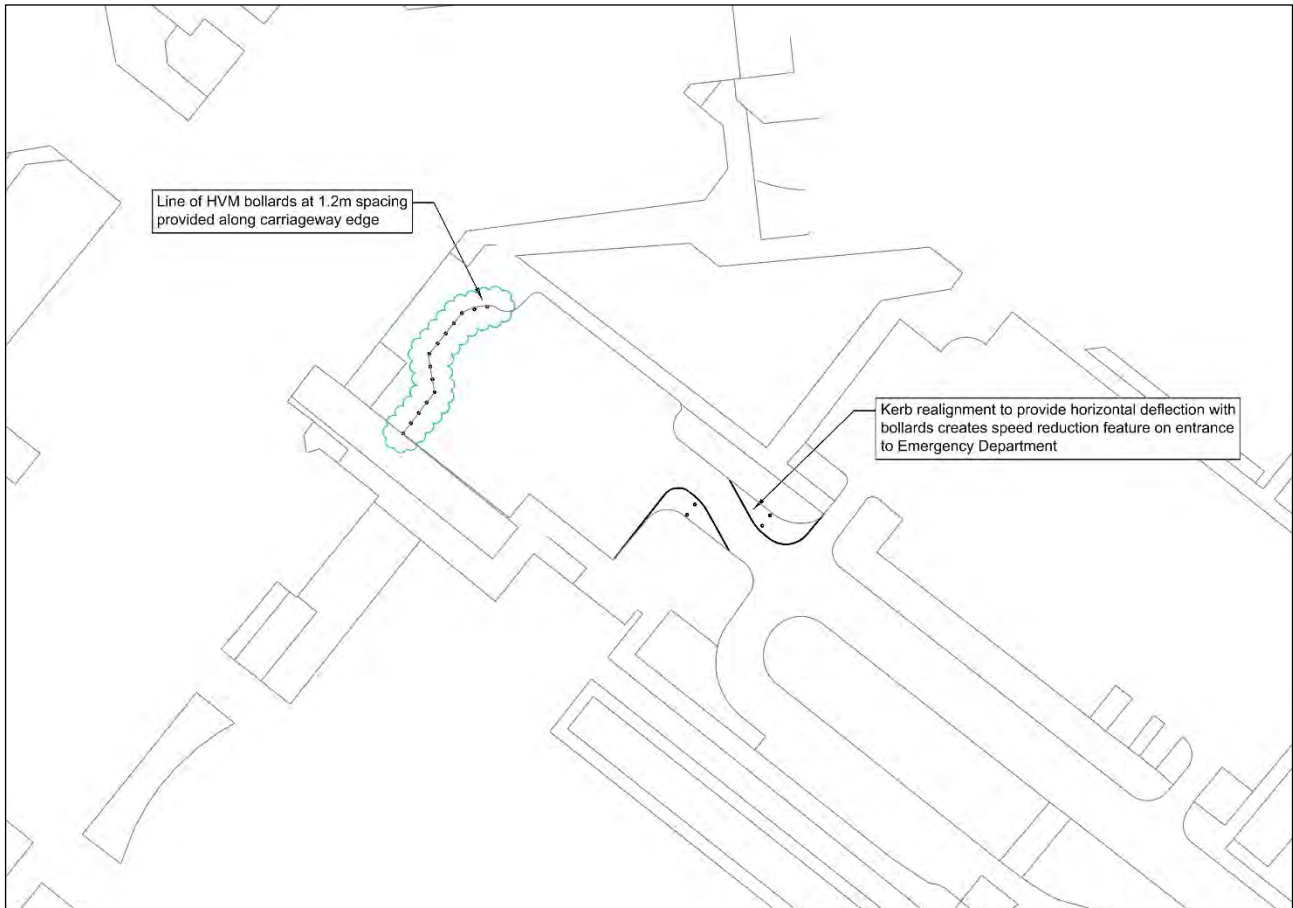 Line of HVM bollards at 1.2m spacing
provided along carriageway edge
Kerb realignment to provide horizontal deflection with
bollards creates speed reduction feature on entrance
to Emergency Department